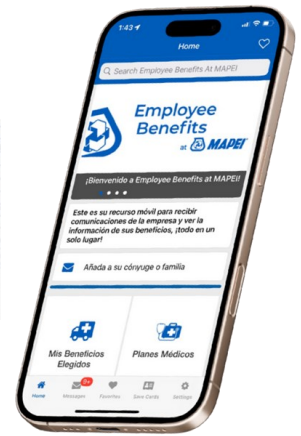 1:43
Home
Search Employee Benefits At MAPEI
Employee
Benefits
at MAPEI
¡Bienvenido a Employee Benefits at MAPEI!
Este es su recurso móvil para recibir
comunicaciones de la empresa y ver la
información de sus beneficios, ¡todo en un
solo lugar!
Añada a su cónyuge o familia
Mis Beneficios
Elegidos
Planes Médicos
Home
Messages
Favorites
Save Cards
Settings